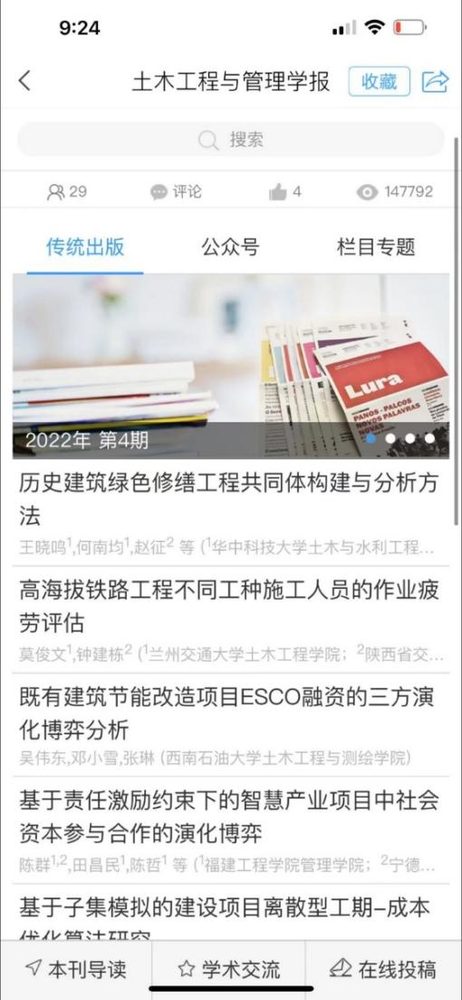 9:24
土木工程与管理学报
收藏
搜索
29
评论
4
147792
传统出版
公众号
栏目专题
Lura
PANOS - PALCOS
NOVOS PALAVRAS
NOVAS
2022年 第4期
历史建筑绿色修缮工程共同体构建与分析方
法
王晓鸣¹,何南均¹,赵征² 等 (¹华中科技大学土木与水利工程...
高海拔铁路工程不同工种施工人员的作业疲
劳评估
莫俊文¹,钟建栋² (¹兰州交通大学土木工程学院；²陕西省交...
既有建筑节能改造项目ESCO融资的三方演
化博弈分析
吴伟东,邓小雪,张琳 (西南石油大学土木工程与测绘学院)
基于责任激励约束下的智慧产业项目中社会
资本参与合作的演化博弈
陈群¹·²,田昌民¹,陈哲¹ 等 (¹福建工程学院管理学院；²宁德...
基于子集模拟的建设项目离散型工期–成本
优化算法研究
本刊导读
学术交流
在线投稿